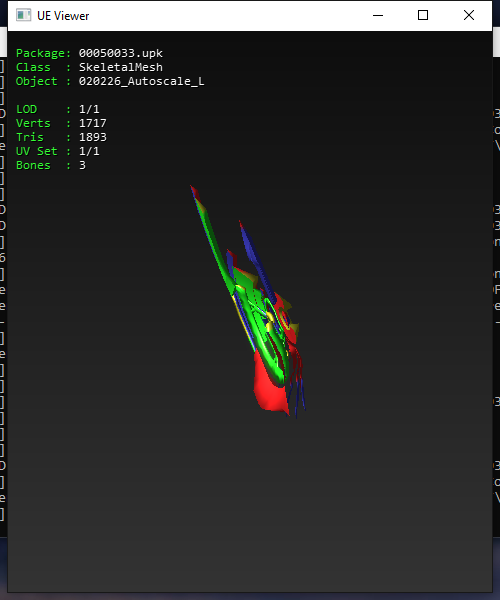 UE Viewer
Package: 00050033.upk
Class : SkeletalMesh
Object : 020226_Autoscale_L
LOD : 1/1
Verts : 1717
Tris : 1893
UV Set : 1/1
Bones : 3